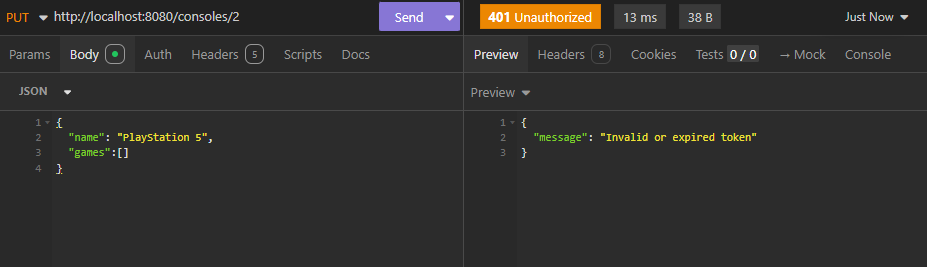 PUT http://localhost:8080/consoles/2 Send 401 Unauthorized 13 ms 38 B Just Now
Params Body Auth Headers 5 Scripts Docs Preview Headers 8 Cookies Tests 0 / 0 → Mock Console
JSON Preview
1 {
2 "name": "PlayStation 5",
3 "games":[]
4 }
1 {
2 "message": "Invalid or expired token"
3 }